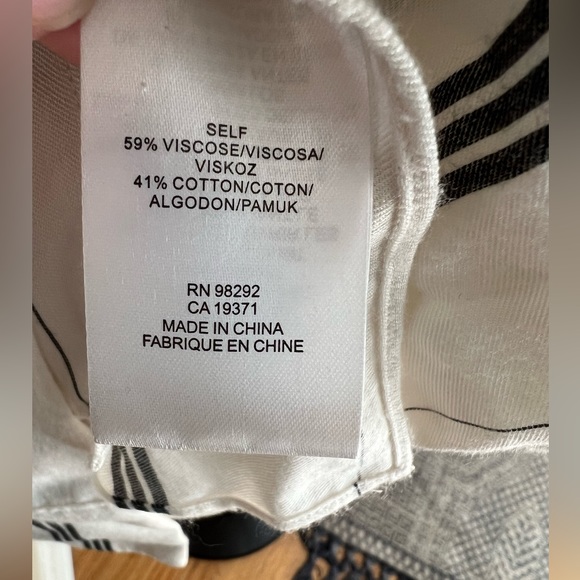 SELF
59% VISCOSE/VISCOSA/
VISKOZ
41% COTTON/COTON/
ALGODON/PAMUK
RN 98292
CA 19371
MADE IN CHINA
FABRIQUE EN CHINE